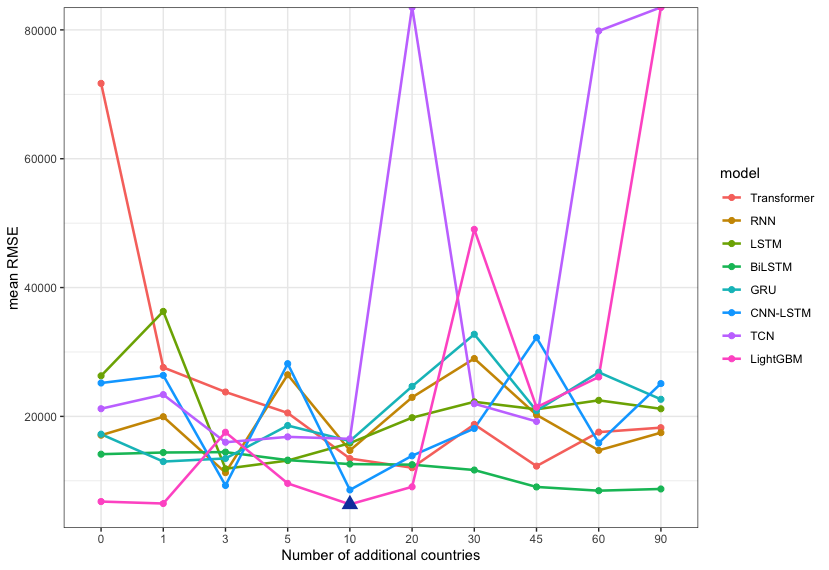 80000
60000
40000
20000
mean RMSE
0 1 3 5 10 20 30 45 60 90
Number of additional countries
model
Transformer
RNN
LSTM
BiLSTM
GRU
CNN-LSTM
TCN
LightGBM